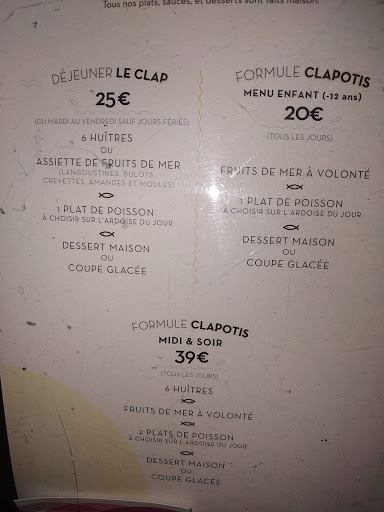 Tous nos plats, sauces, et desserts sont faits maison.
DÉJEUNER LE CLAP
25€
(DU MARDI AU VENDREDI SAUF JOURS FÉRIÉS)
6 HUÎTRES
OU
ASSIETTE DE FRUITS DE MER
(LANGOUSTINES, BULOTS,
CREVETTES, AMANDES ET MOULES)
1 PLAT DE POISSON
À CHOISIR SUR L'ARDOISE DU JOUR
DESSERT MAISON
OU
COUPE GLACÉE
FORMULE CLAPOTIS
MENU ENFANT (-12 ans)
20€
(TOUS LES JOURS)
FRUITS DE MER À VOLONTÉ
1 PLAT DE POISSON
À CHOISIR SUR L'ARDOISE DU JOUR
DESSERT MAISON
OU
COUPE GLACÉE
FORMULE CLAPOTIS
MIDI & SOIR
39€
(TOUS LES JOURS)
6 HUÎTRES
FRUITS DE MER À VOLONTÉ
2 PLATS DE POISSON
À CHOISIR SUR L'ARDOISE DU JOUR
DESSERT MAISON
OU
COUPE GLACÉE